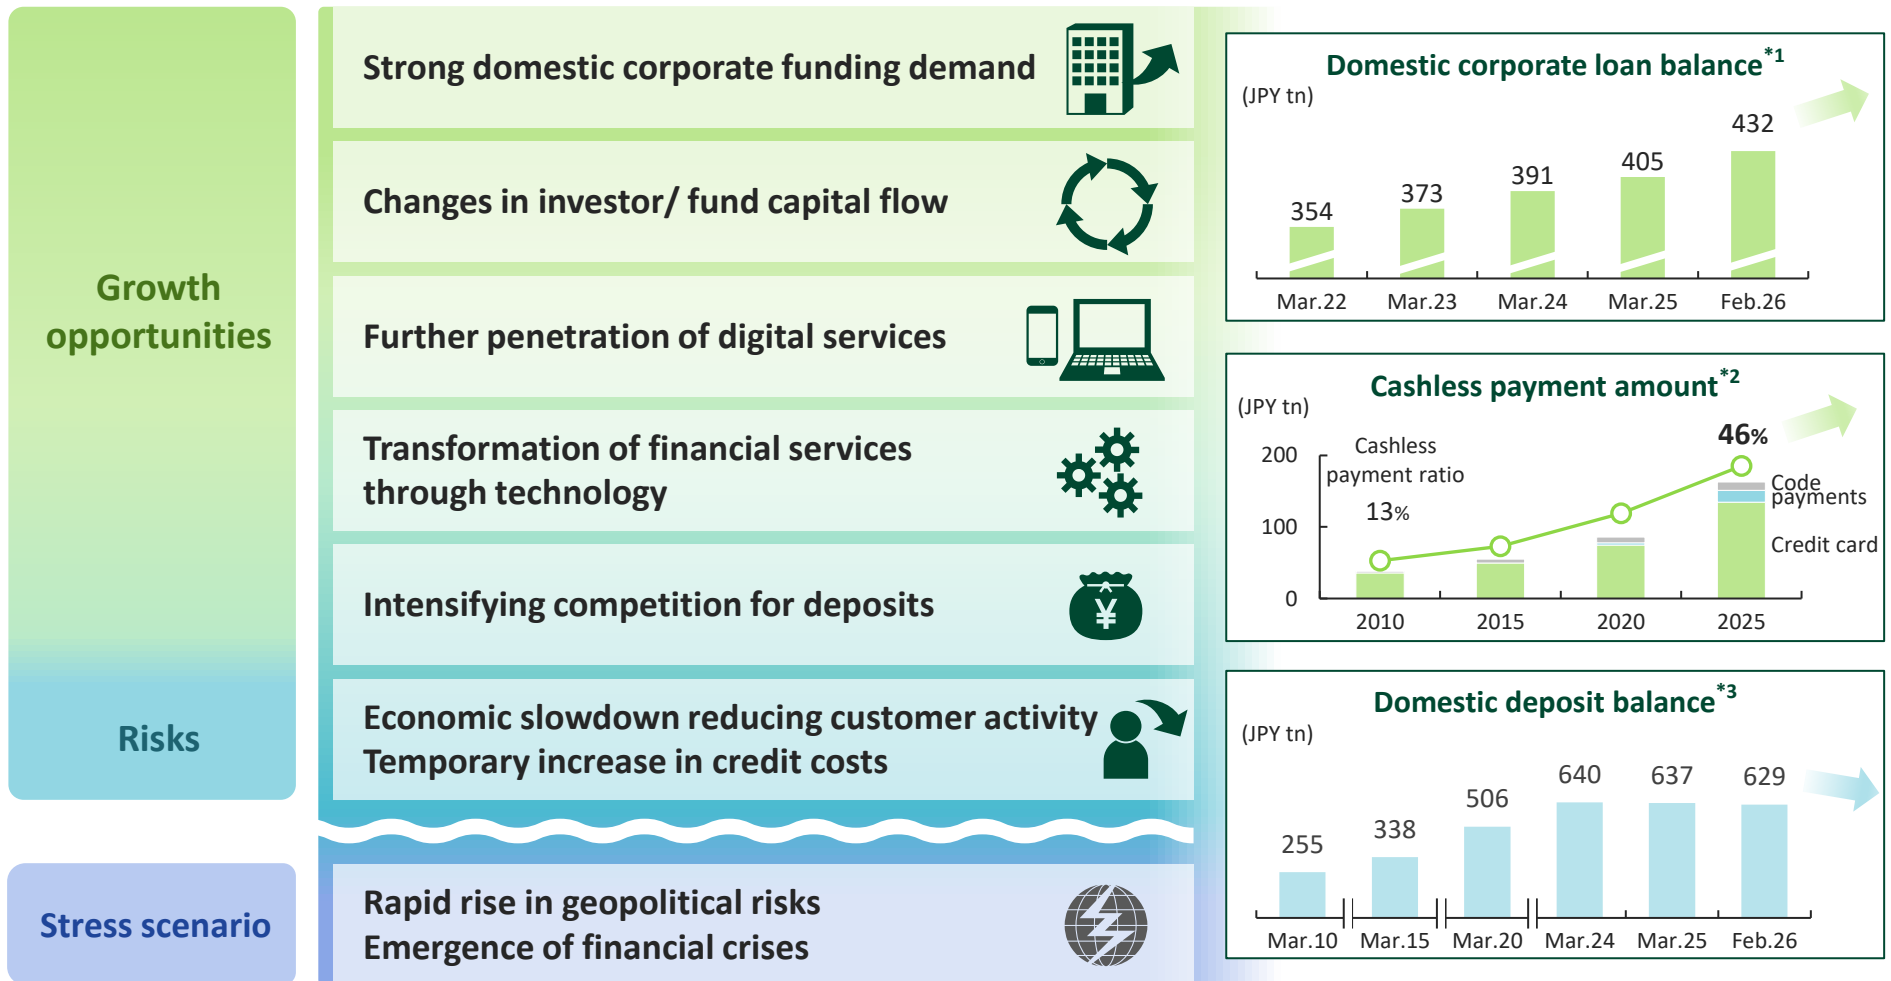 Growth
opportunities
Risks
Stress scenario
Strong domestic corporate funding demand
Changes in investor/ fund capital flow
Further penetration of digital services
Transformation of financial services
through technology
Intensifying competition for deposits
¥
Economic slowdown reducing customer activity
Temporary increase in credit costs
Rapid rise in geopolitical risks
Emergence of financial crises
Domestic corporate loan balance*1
(JPY tn)
354
373
391
405
432
Mar.22
Mar.23
Mar.24
Mar.25
Feb.26
Cashless payment amount*2
(JPY tn)
200
100
0
Cashless
payment ratio
13%
46%
Code
payments
Credit card
2010
2015
2020
2025
Domestic deposit balance*3
(JPY tn)
255
338
506
640
637
629
Mar.10
Mar.15
Mar.20
Mar.24
Mar.25
Feb.26